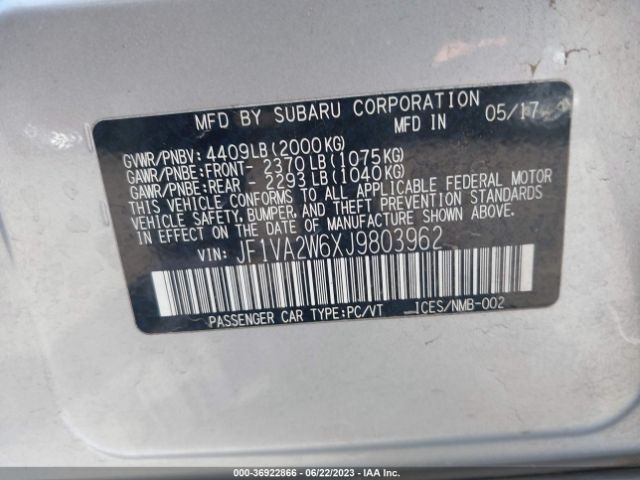 MFD BY SUBARU CORPORATION
MFD IN 05/17
GVWR/PNBV: 4409LB(2000KG)
GAWR/PNBE:FRONT- 2370 LB(1075KG)
GAWR/PNBE:REAR - 2293 LB(1040KG)
THIS VEHICLE CONFORMS TO ALL APPLICABLE FEDERAL MOTOR
VEHICLE SAFETY, BUMPER, AND THEFT PREVENTION STANDARDS IN
EFFECT ON THE DATE OF MANUFACTURE SHOWN ABOVE.
VIN: JF1VA2W6XJ9803962
PASSENGER CAR TYPE:PC/VT ICES/NMB-002
000-36922866 - 06/22/2023 - IAA Inc.